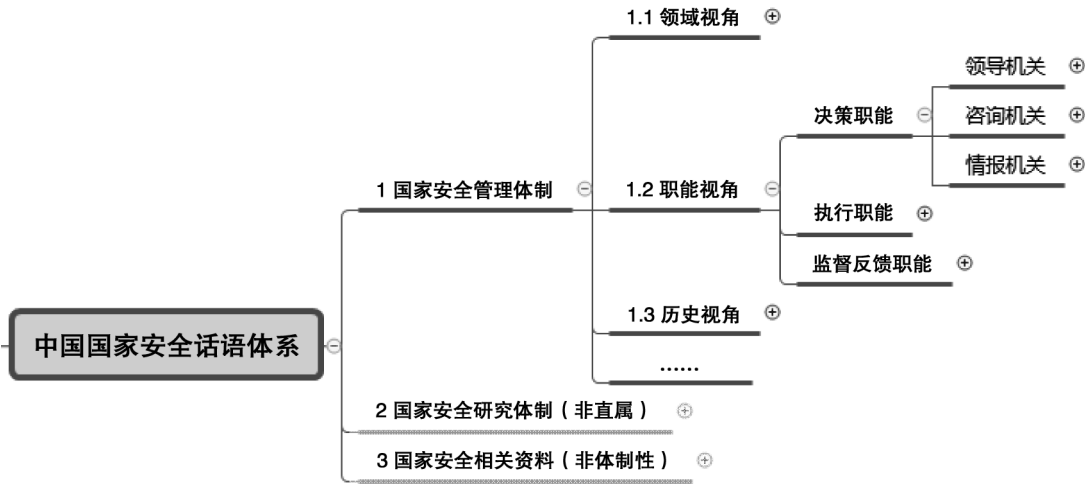 1.1 领域视角
领导机关
决策职能
咨询机关
情报机关
1 国家安全管理体制
1.2 职能视角
执行职能
监督反馈职能
1.3 历史视角
中国国家安全话语体系
……
2 国家安全研究体制（非直属）
3 国家安全相关资料（非体制性）